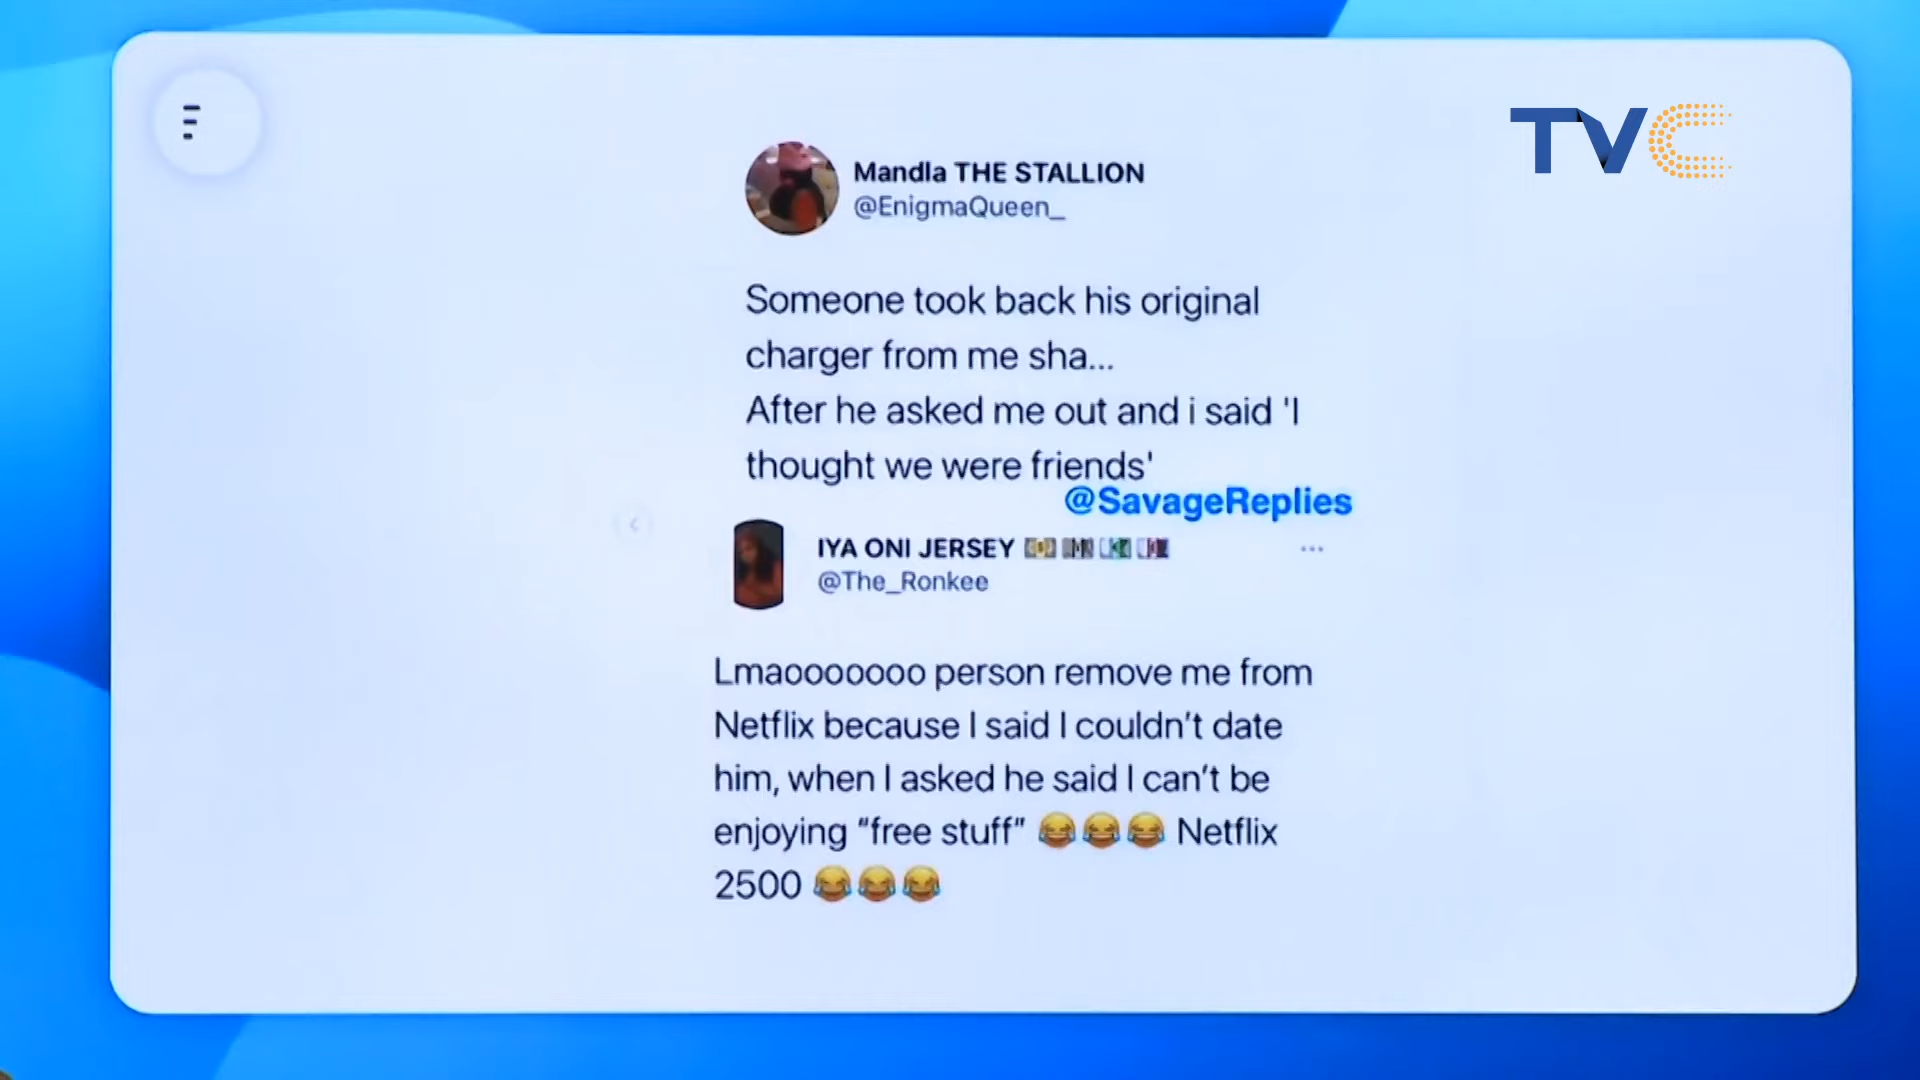 TVC
Mandla THE STALLION
@EnigmaQueen_
Someone took back his original
charger from me sha...
After he asked me out and i said 'I
thought we were friends'
@SavageReplies
IYA ONI JERSEY 💴💵💶💷
@The_Ronkee
Lmaooooooo person remove me from
Netflix because I said I couldn’t date
him, when I asked he said I can’t be
enjoying “free stuff” 😂😂😂 Netflix
2500 😂😂😂